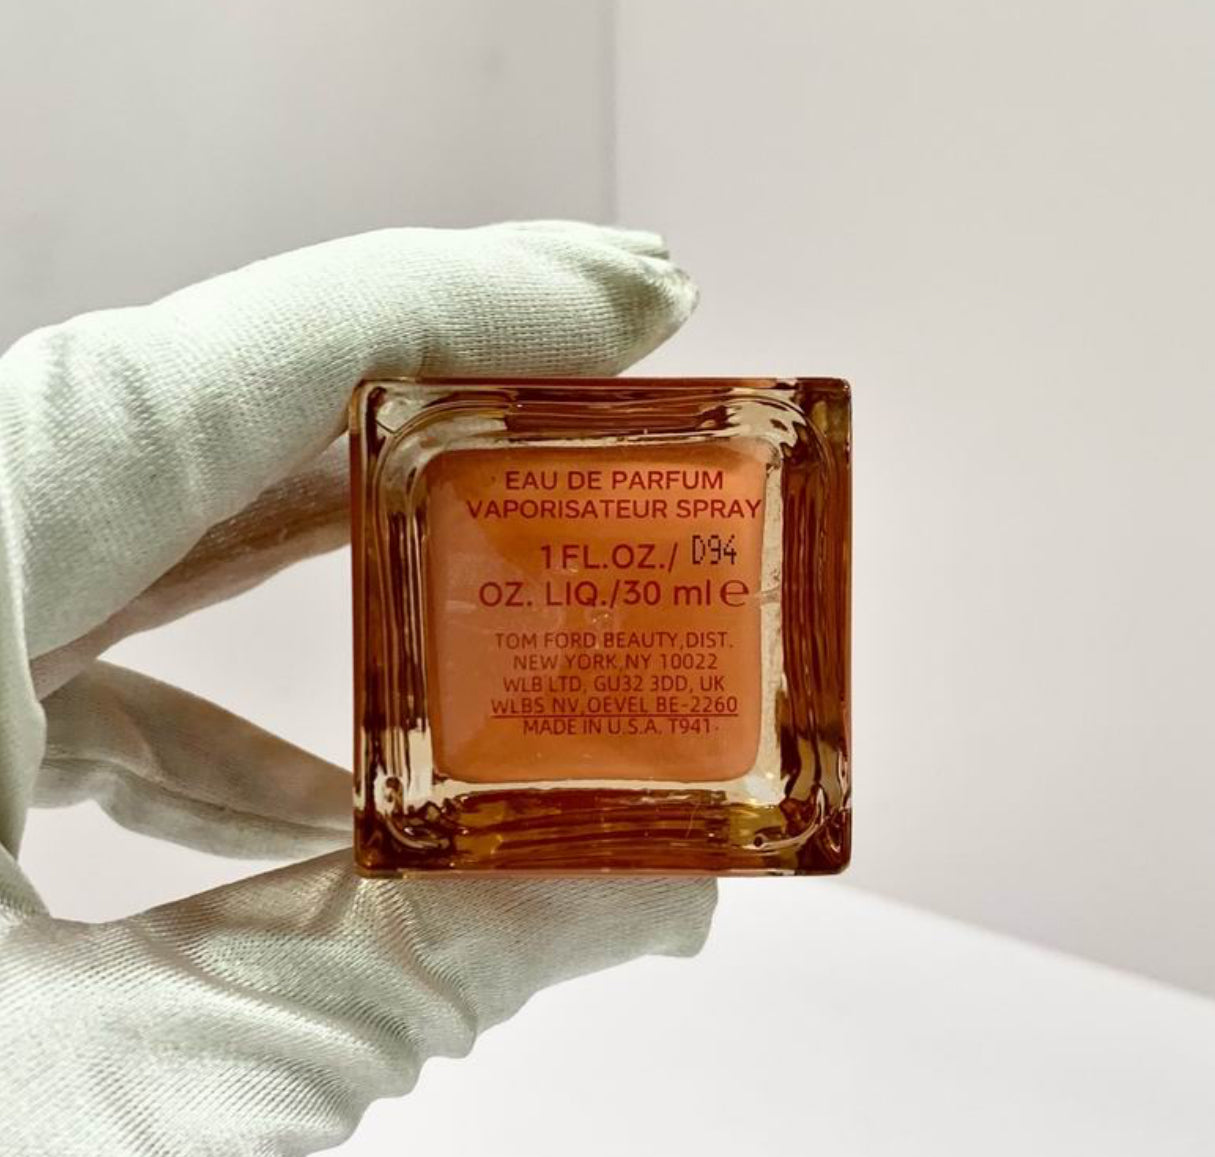 EAU DE PARFUM
VAPORISATEUR SPRAY
1 FL.OZ./ D94
OZ. LIQ./30 ml ℮
TOM FORD BEAUTY,DIST.
NEW YORK,NY 10022
WLB LTD, GU32 3DD, UK
WLBS NV,OEVEL BE-2260
MADE IN U.S.A. T941